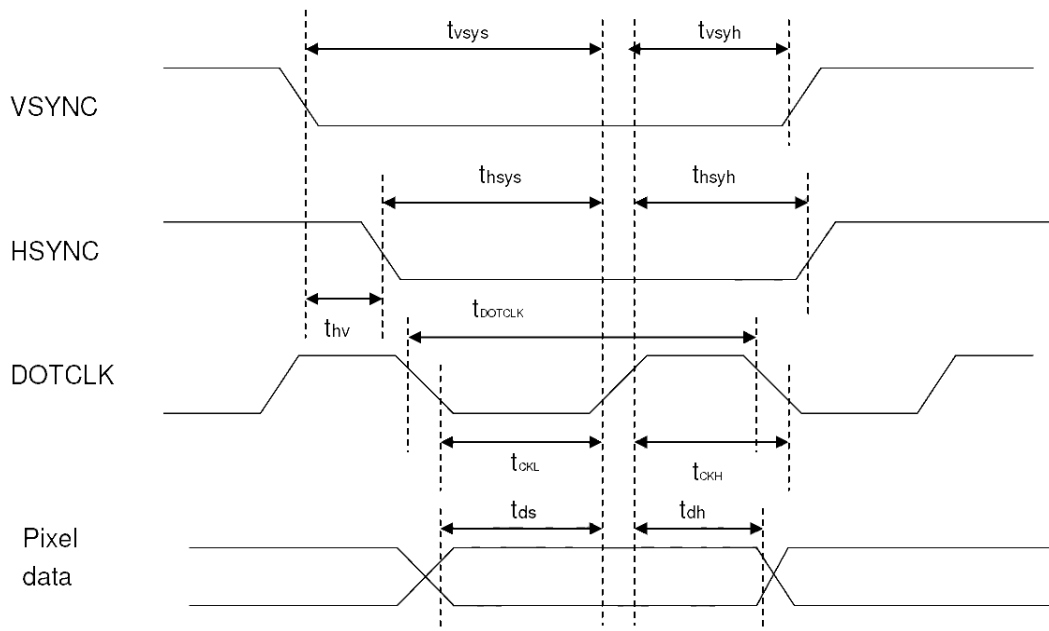 tvsys tvsyh
VSYNC
thsys thsyh
HSYNC
thv tDOTCLK
DOTCLK
tCKL tCKH
tds tdh
Pixel
data